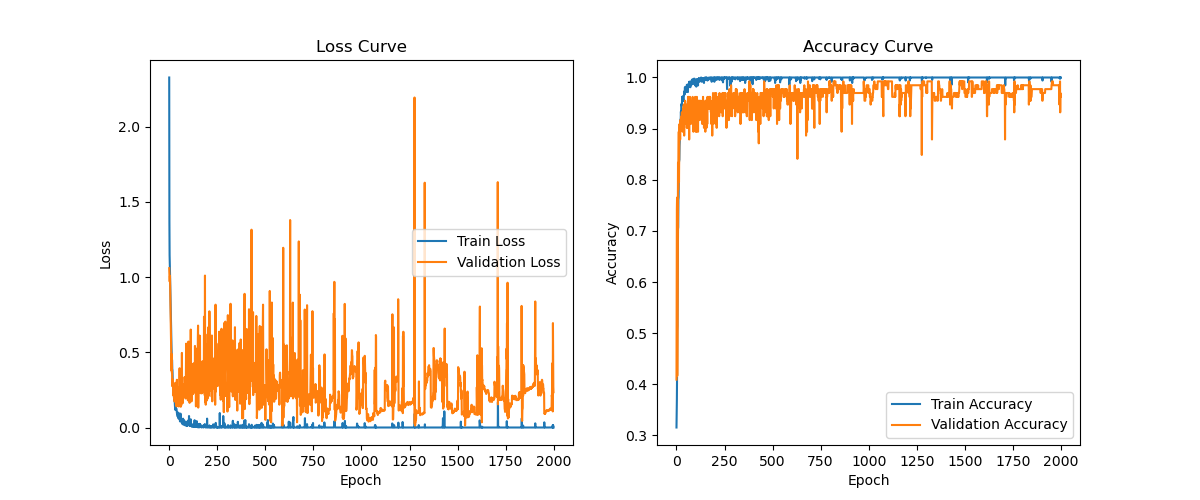 Loss Curve
Loss
2.0
1.5
1.0
0.5
0.0
Train Loss
Validation Loss
0 250 500 750 1000 1250 1500 1750 2000
Epoch
Accuracy Curve
Accuracy
1.0
0.9
0.8
0.7
0.6
0.5
0.4
0.3
Train Accuracy
Validation Accuracy
0 250 500 750 1000 1250 1500 1750 2000
Epoch